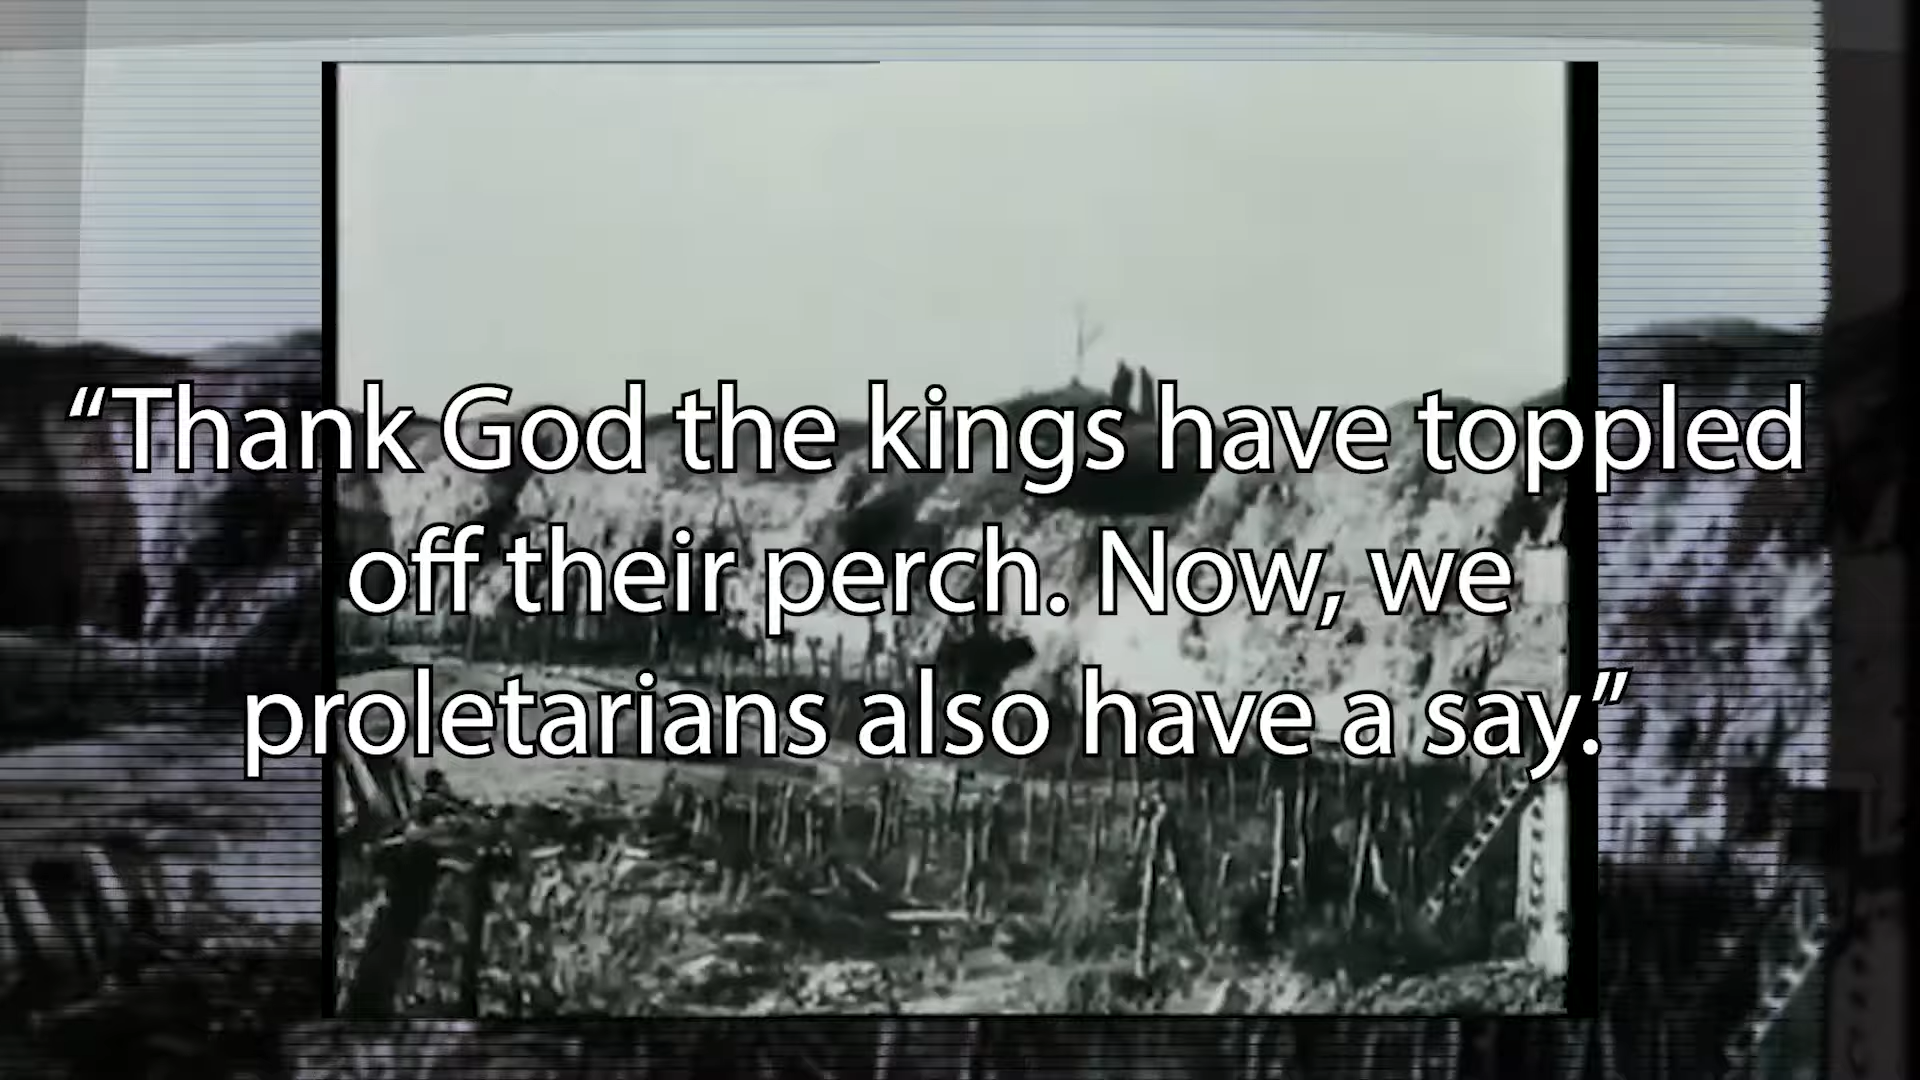 “Thank God the kings have toppled
off their perch. Now, we
proletarians also have a say.”